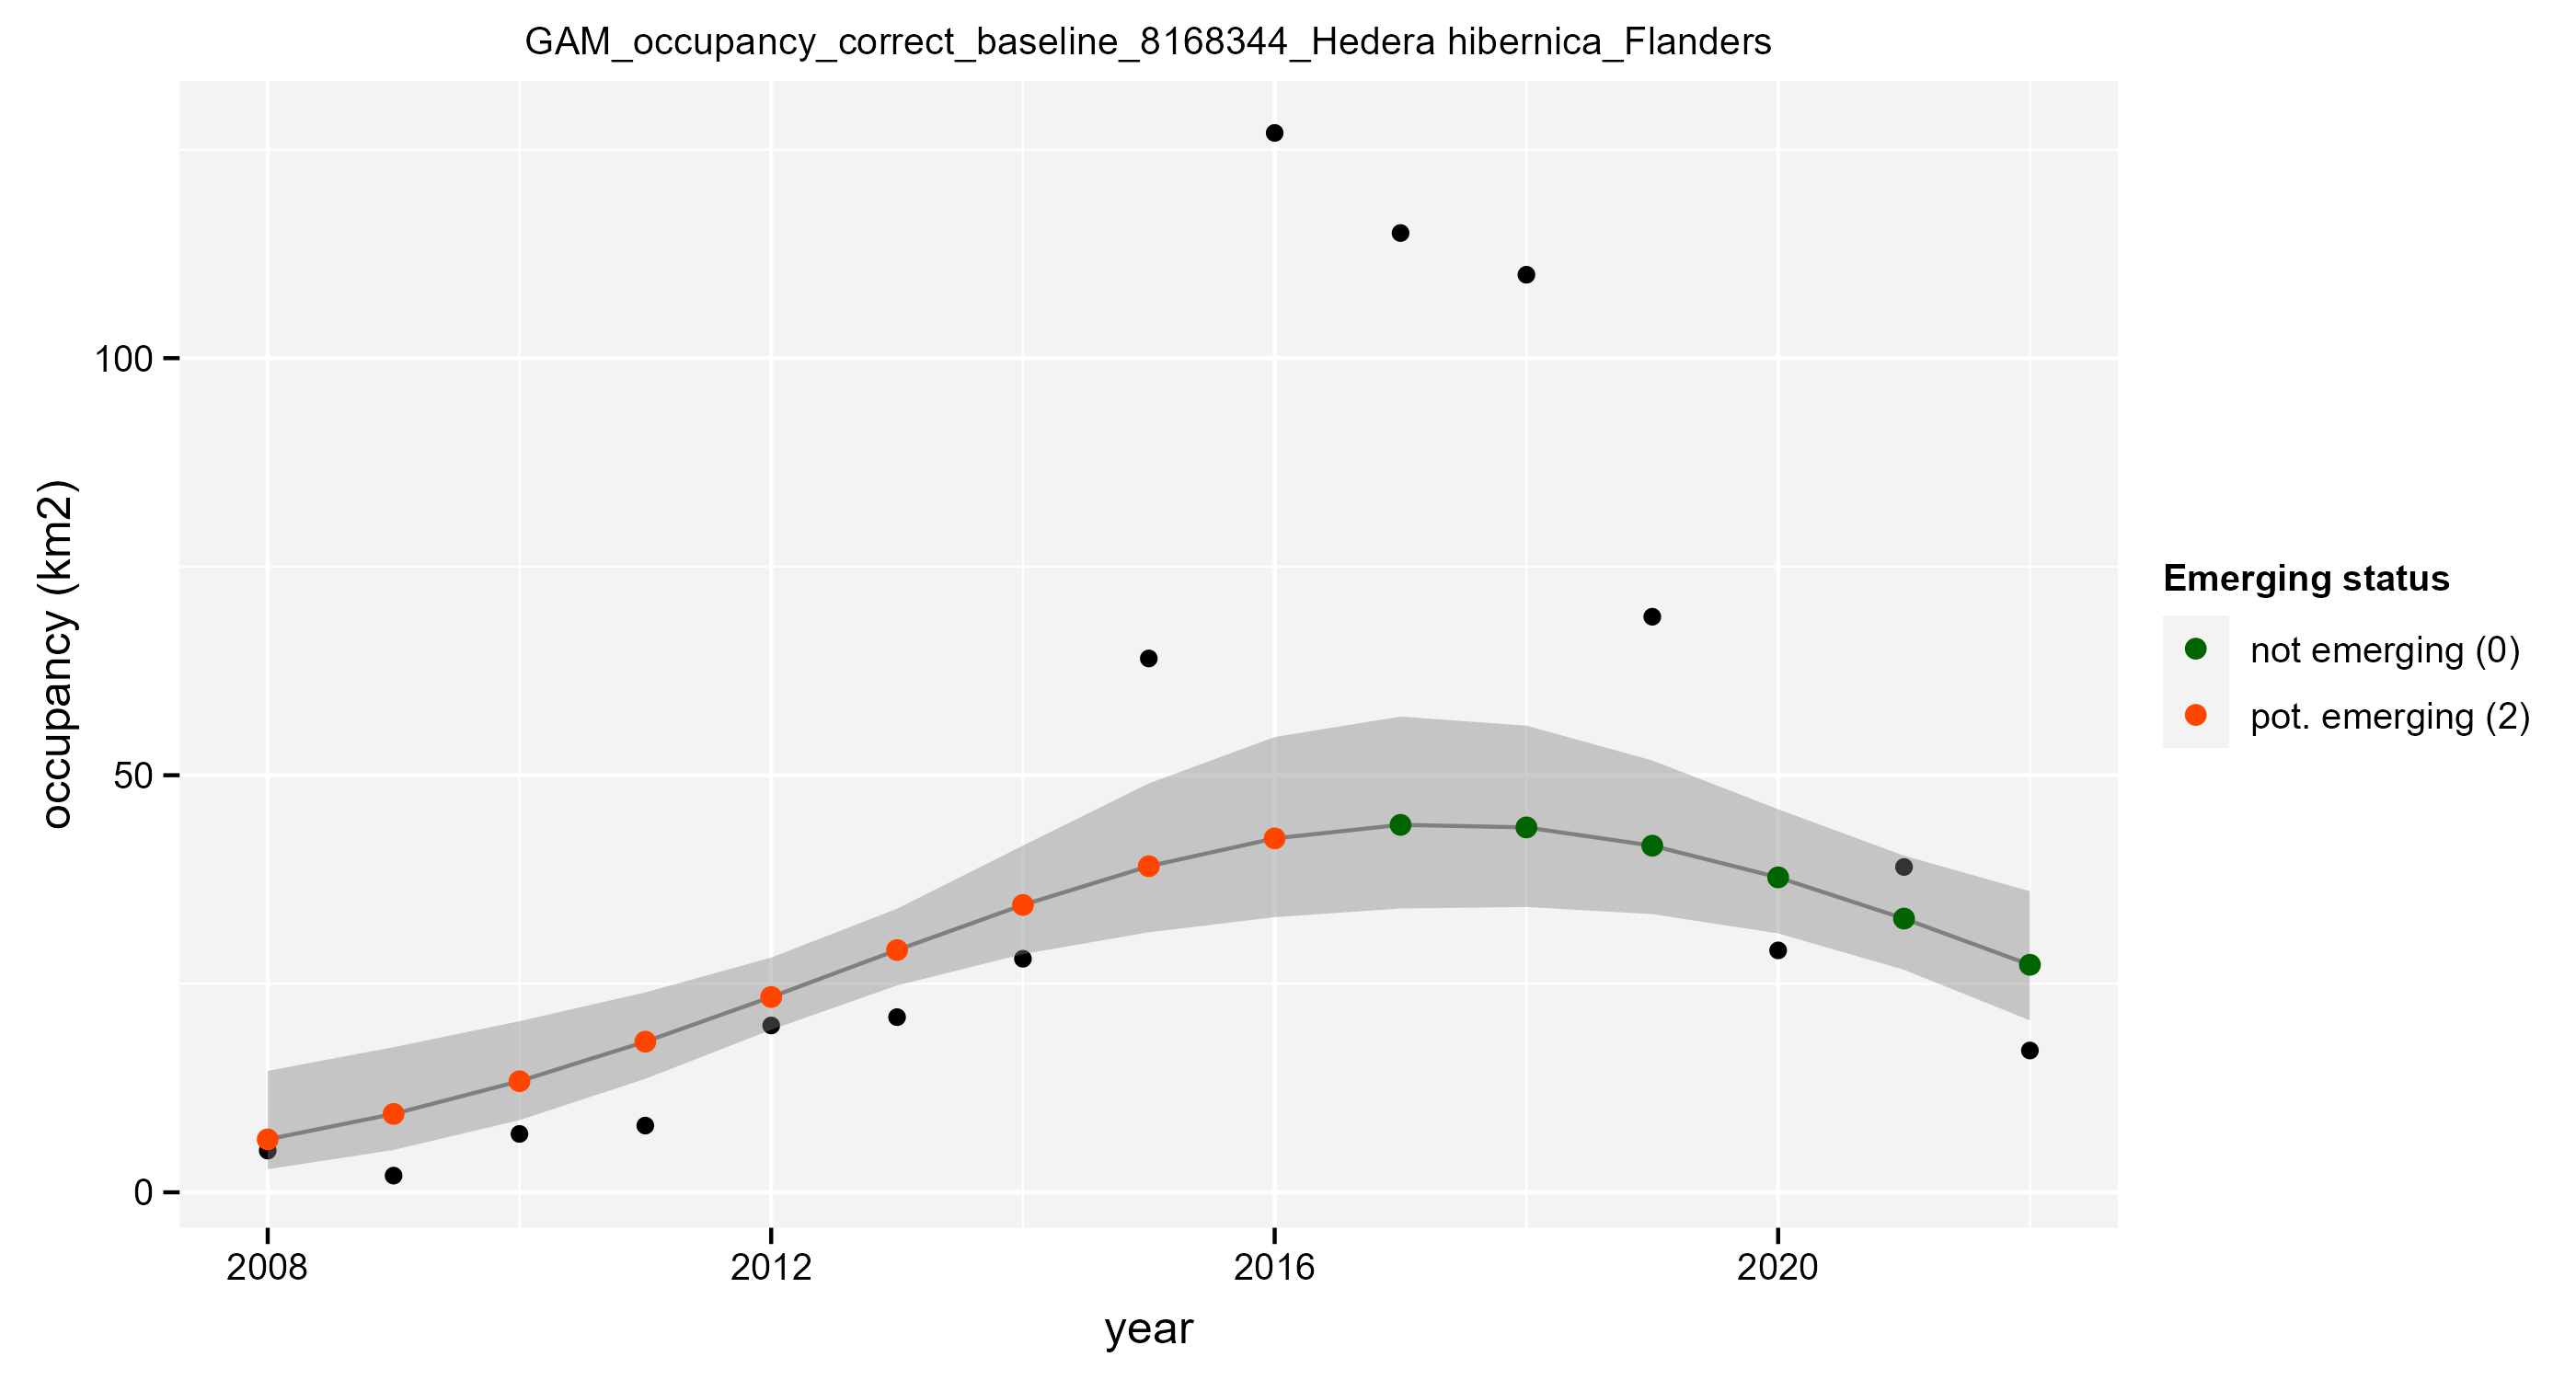 GAM_occupancy_correct_baseline_8168344_Hedera hibernica_Flanders
occupancy (km2)
100
50
0
2008
2012
2016
2020
year
Emerging status
not emerging (0)
pot. emerging (2)